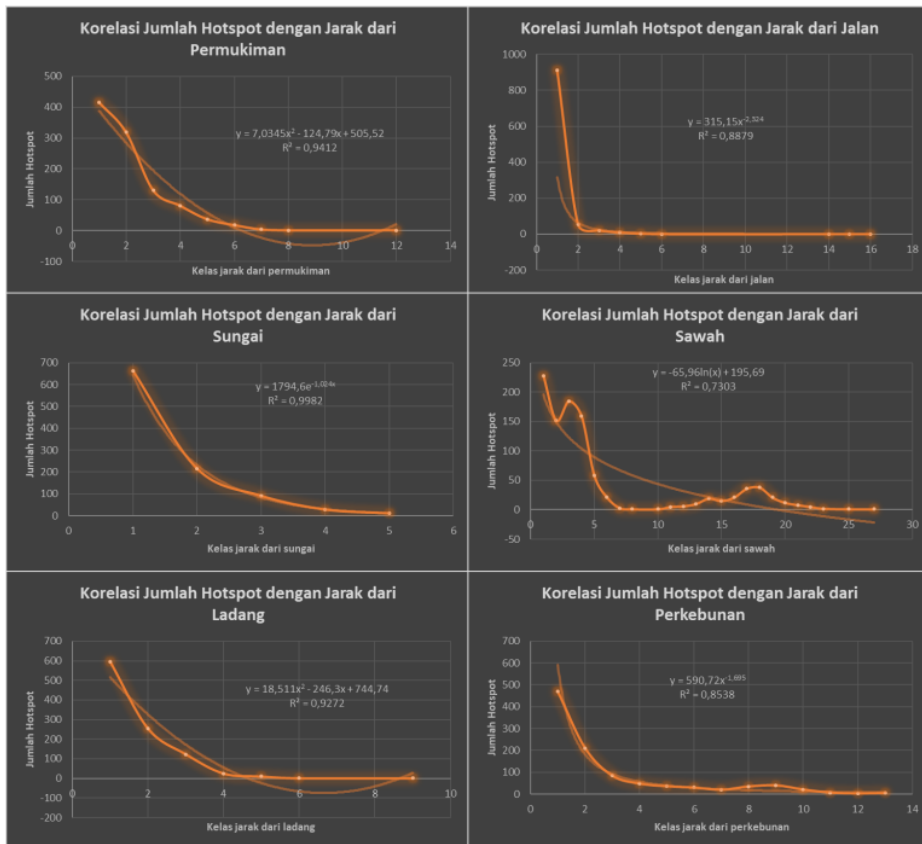 Korelasi Jumlah Hotspot dengan Jarak dari
Permukiman
500
400
300
200
100
0
-100
0
2
4
6
8
10
12
14
y = 7,0345x² - 124,79x + 505,52
R² = 0,9412
Jumlah Hotspot
Kelas jarak dari permukiman
Korelasi Jumlah Hotspot dengan Jarak dari Jalan
1000
800
600
400
200
0
-200
0
2
4
6
8
10
12
14
16
18
y = 315,15x⁻²,³²⁴
R² = 0,8879
Jumlah Hotspot
Kelas jarak dari jalan
Korelasi Jumlah Hotspot dengan Jarak dari
Sungai
700
600
500
400
300
200
100
0
0
1
2
3
4
5
6
y = 1794,6e⁻¹,⁰²⁴ˣ
R² = 0,9982
Jumlah Hotspot
Kelas jarak dari sungai
Korelasi Jumlah Hotspot dengan Jarak dari
Sawah
250
200
150
100
50
0
-50
0
5
10
15
20
25
30
y = -65,96ln(x) + 195,69
R² = 0,7303
Jumlah Hotspot
Kelas jarak dari sawah
Korelasi Jumlah Hotspot dengan Jarak dari
Ladang
700
600
500
400
300
200
100
0
-100
-200
0
2
4
6
8
10
y = 18,511x² - 246,3x + 744,74
R² = 0,9272
Jumlah Hotspot
Kelas jarak dari ladang
Korelasi Jumlah Hotspot dengan Jarak dari
Perkebunan
700
600
500
400
300
200
100
0
0
2
4
6
8
10
12
14
y = 590,72x⁻¹,⁶⁹⁵
R² = 0,8538
Jumlah Hotspot
Kelas jarak dari perkebunan